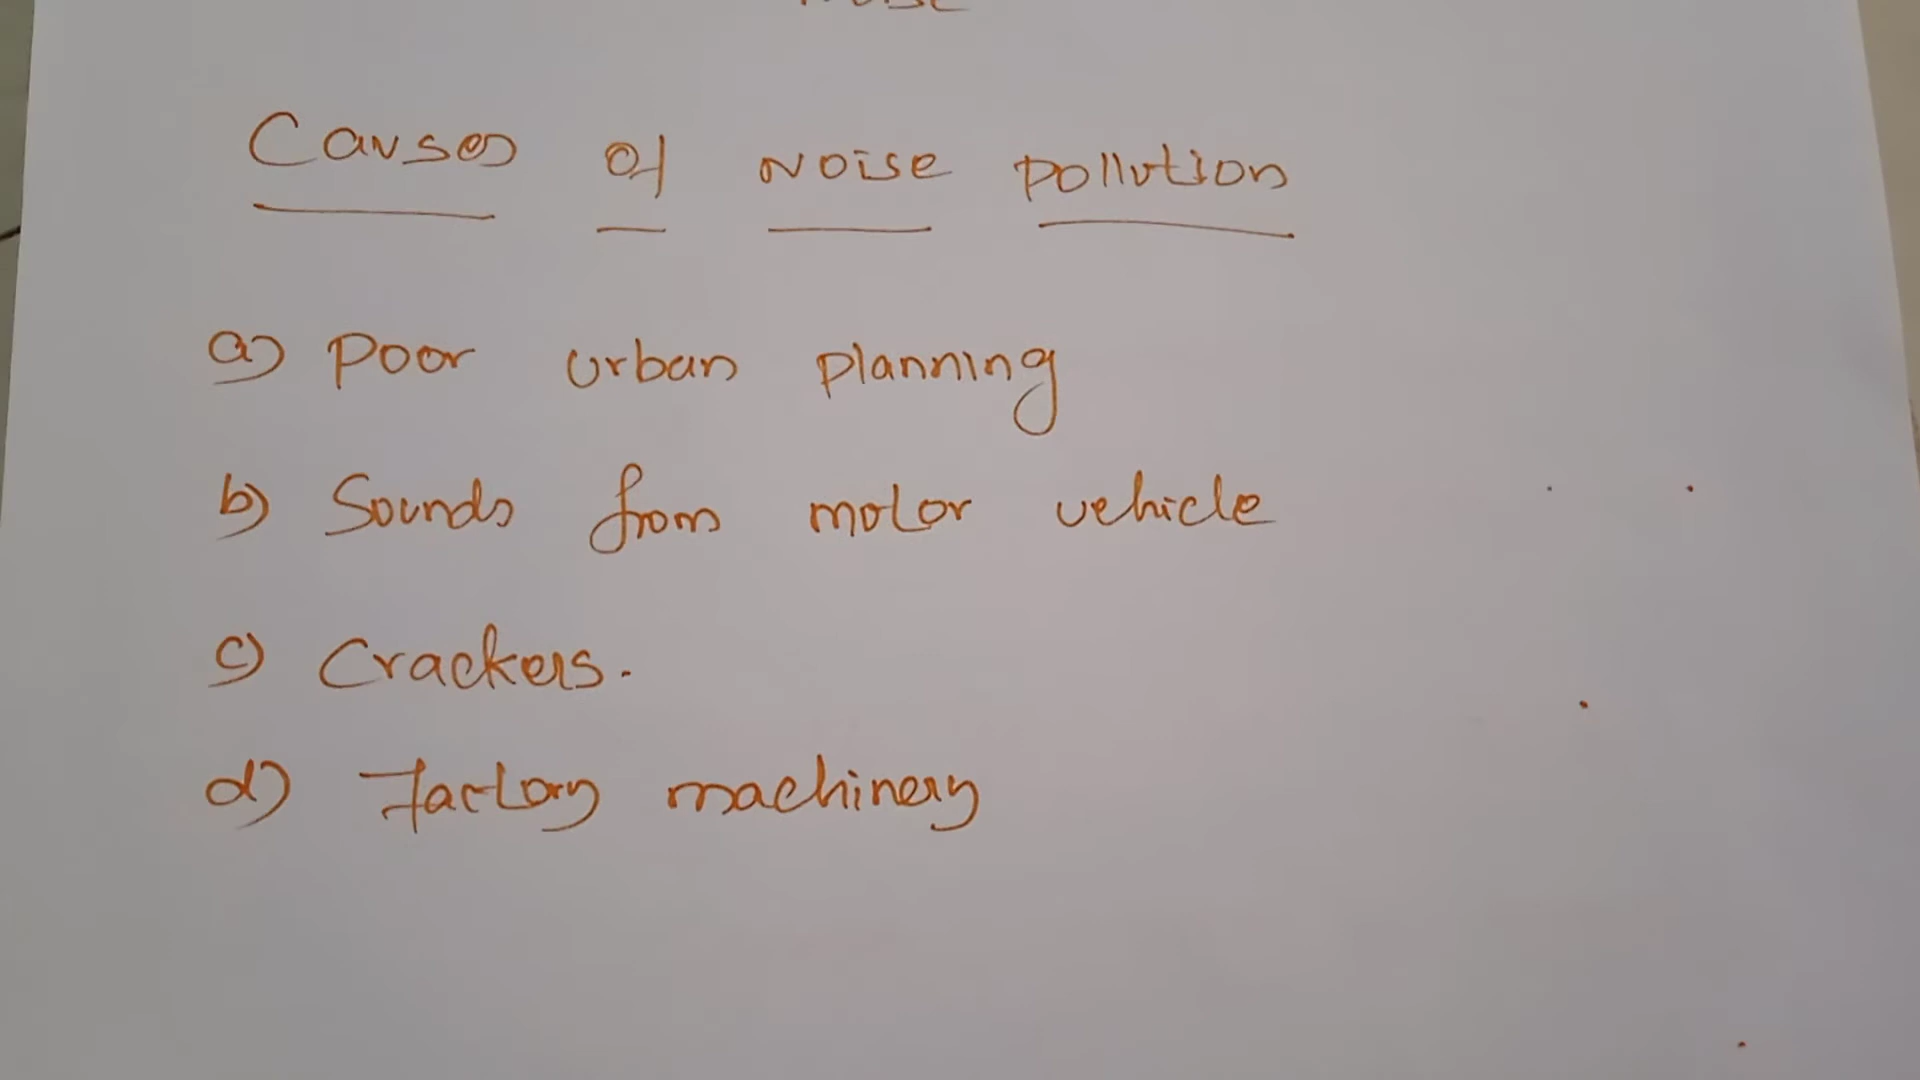 Causes of Noise pollution
a) Poor urban planning
b) Sounds from motor vehicle
c) Crackers.
d) Factory machinery